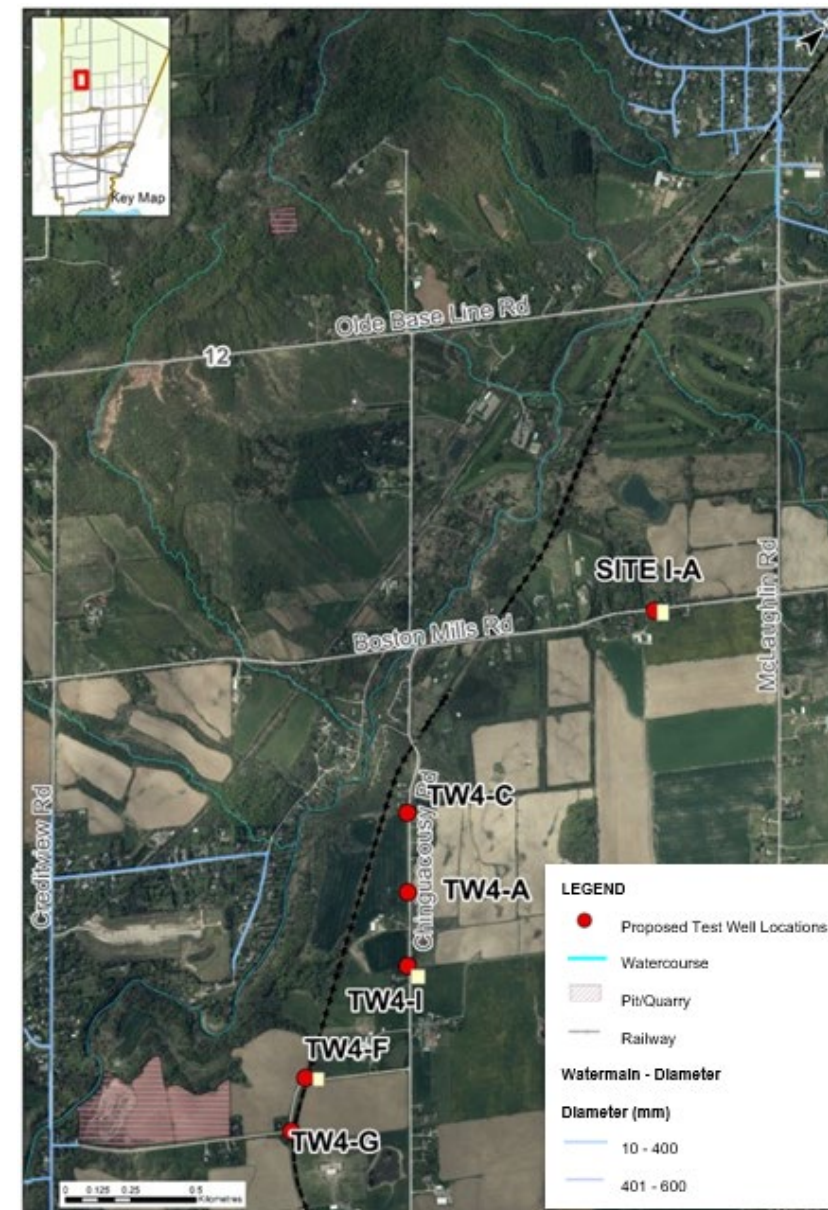 Key Map
Olde Base Line Rd
12
SITE I-A
McLaughlin Rd
Boston Mills Rd
Creditview Rd
Chinguacousy Rd
TW4-C
TW4-A
TW4-I
TW4-F
TW4-G
LEGEND
Proposed Test Well Locations
Watercourse
Pit/Quarry
Railway
Watermain - Diameter
Diameter (mm)
10 - 400
401 - 600
0 0.125 0.25 0.5
Kilometres